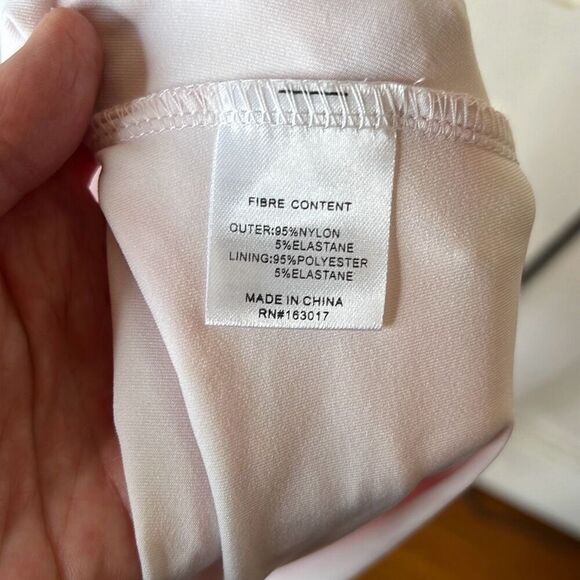 FIBRE CONTENT
OUTER:95%NYLON
5%ELASTANE
LINING:95%POLYESTER
5%ELASTANE
MADE IN CHINA
RN#163017